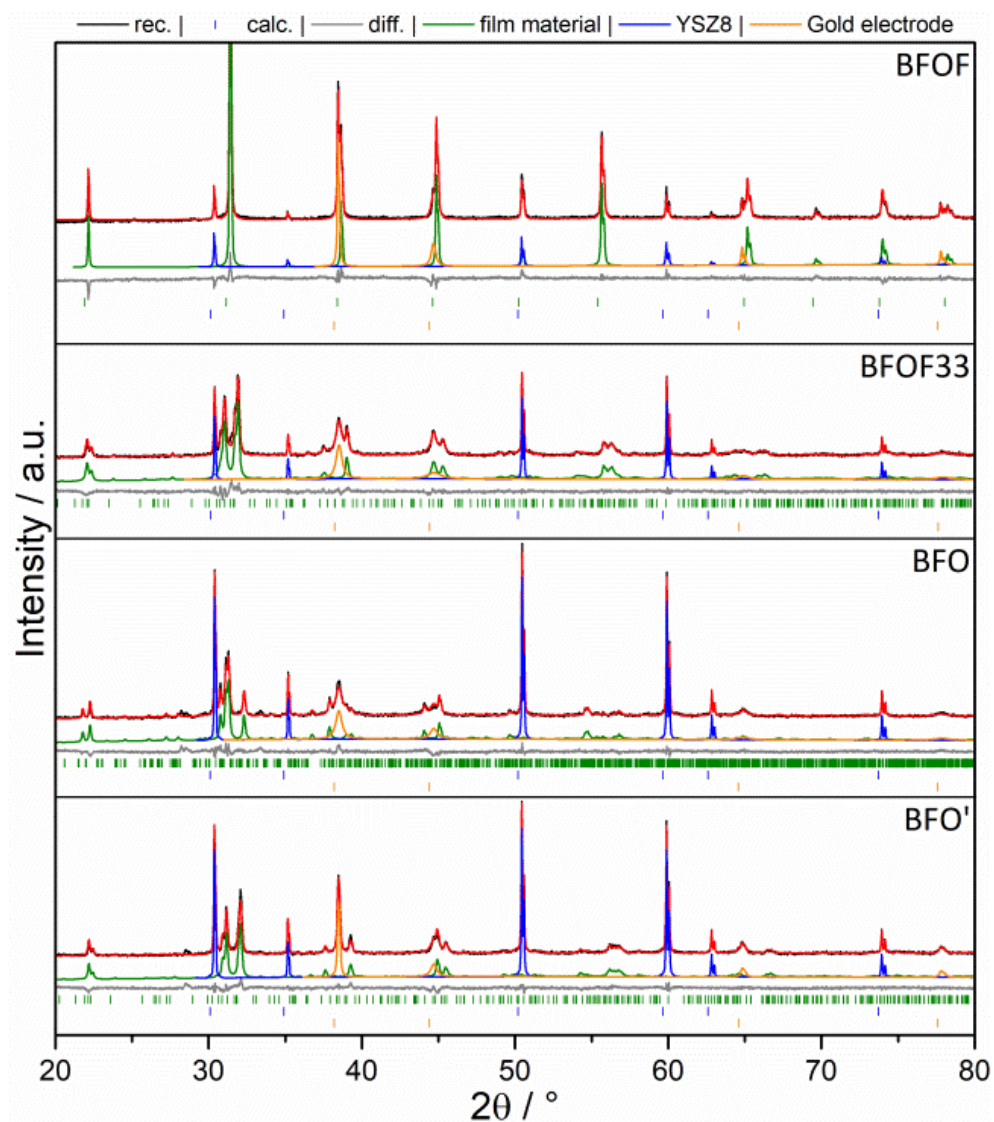 rec. | calc. | diff. | film material | YSZ8 | Gold electrode
BFOF
BFOF33
BFO
BFO'
Intensity / a.u.
20 30 40 50 60 70 80
2θ / °